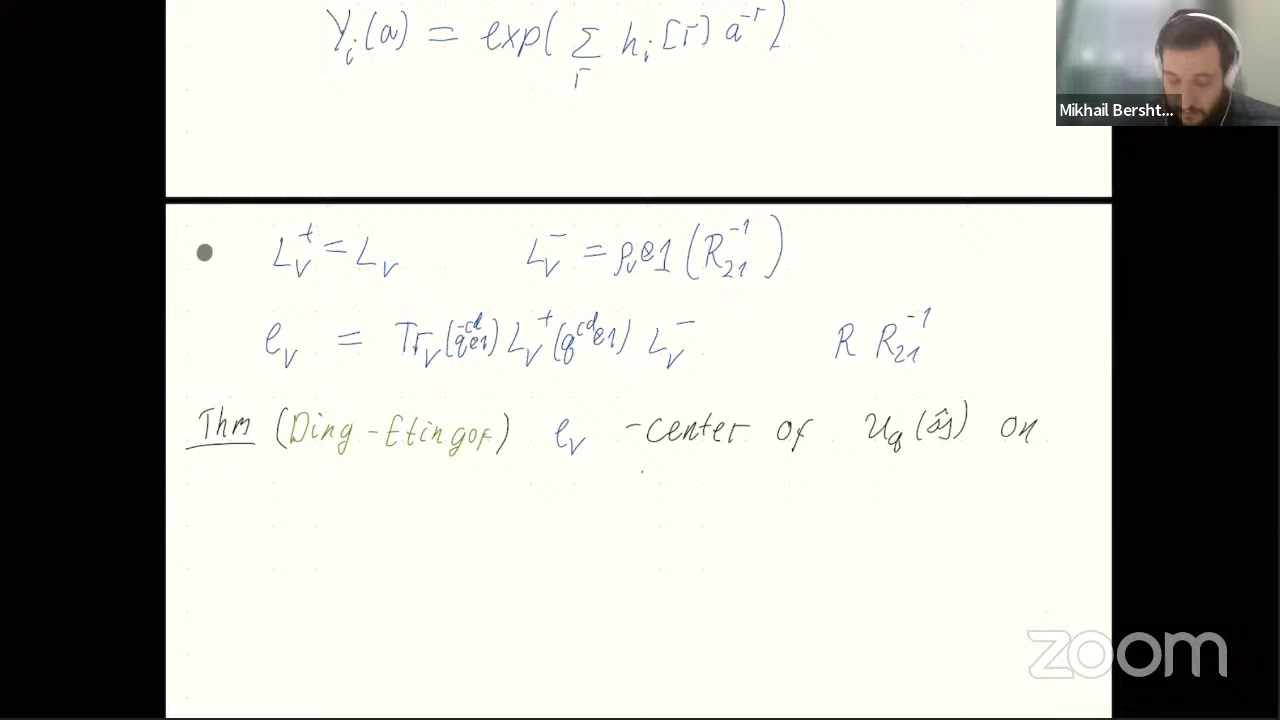 Y_i(a) = exp( Σ_r h_i[r] a^{-r} )
Mikhail Bersht...
L_V^+ = L_V     L_V^- = ρ_V⊗1 (R_{21}^{-1})
ℓ_V = Tr_V (q^{-cd}⊗1) L_V^+ (q^{cd}⊗1) L_V^-     R R_{21}^{-1}
Thm (Ding-Etingof) ℓ_V - center of U_q(ĝ) on
zoom